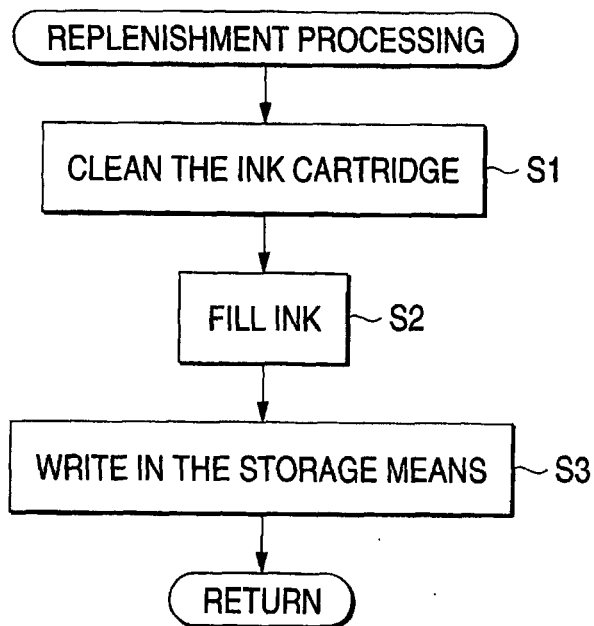 REPLENISHMENT PROCESSING
CLEAN THE INK CARTRIDGE
S1
FILL INK
S2
WRITE IN THE STORAGE MEANS
S3
RETURN